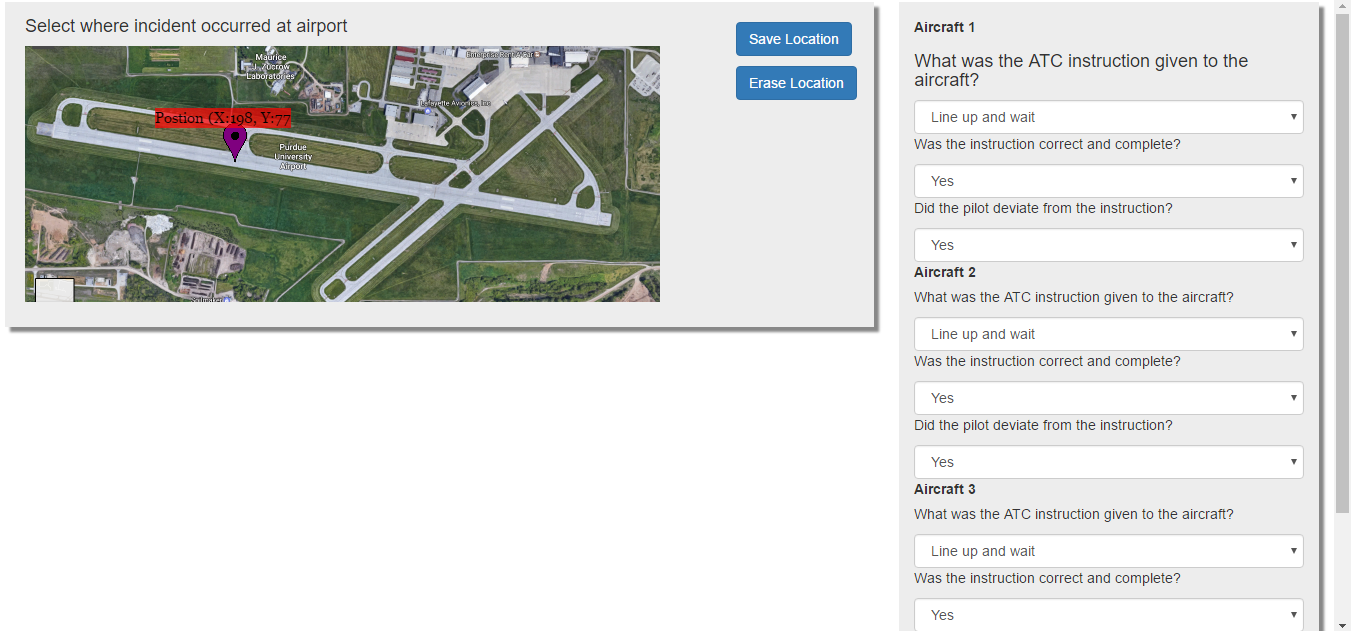 Select where incident occurred at airport
Maurice
J. Zucrow
Laboratories
Enterprise Rent-A-Car
Lafayette Aviation, Inc
Postion (X:198, Y:77
Purdue
University
Airport
Save Location
Erase Location
Aircraft 1
What was the ATC instruction given to the
aircraft?
Line up and wait
Was the instruction correct and complete?
Yes
Did the pilot deviate from the instruction?
Yes
Aircraft 2
What was the ATC instruction given to the aircraft?
Line up and wait
Was the instruction correct and complete?
Yes
Did the pilot deviate from the instruction?
Yes
Aircraft 3
What was the ATC instruction given to the aircraft?
Line up and wait
Was the instruction correct and complete?
Yes